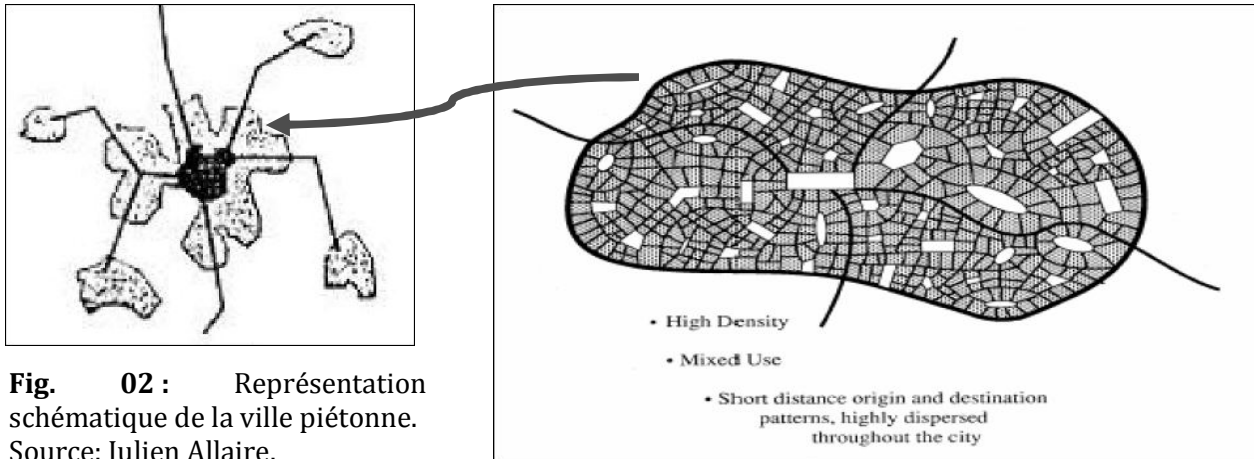 • High Density
• Mixed Use
• Short distance origin and destination
patterns, highly dispersed
throughout the city
Fig. 02 : Représentation
schématique de la ville piétonne.
Source: Julien Allaire.